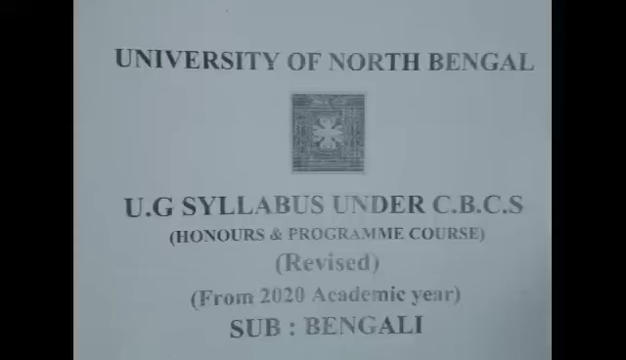 UNIVERSITY OF NORTH BENGAL
U.G SYLLABUS UNDER C.B.C.S
(HONOURS & PROGRAMME COURSE)
(Revised)
(From 2020 Academic year)
SUB : BENGALI